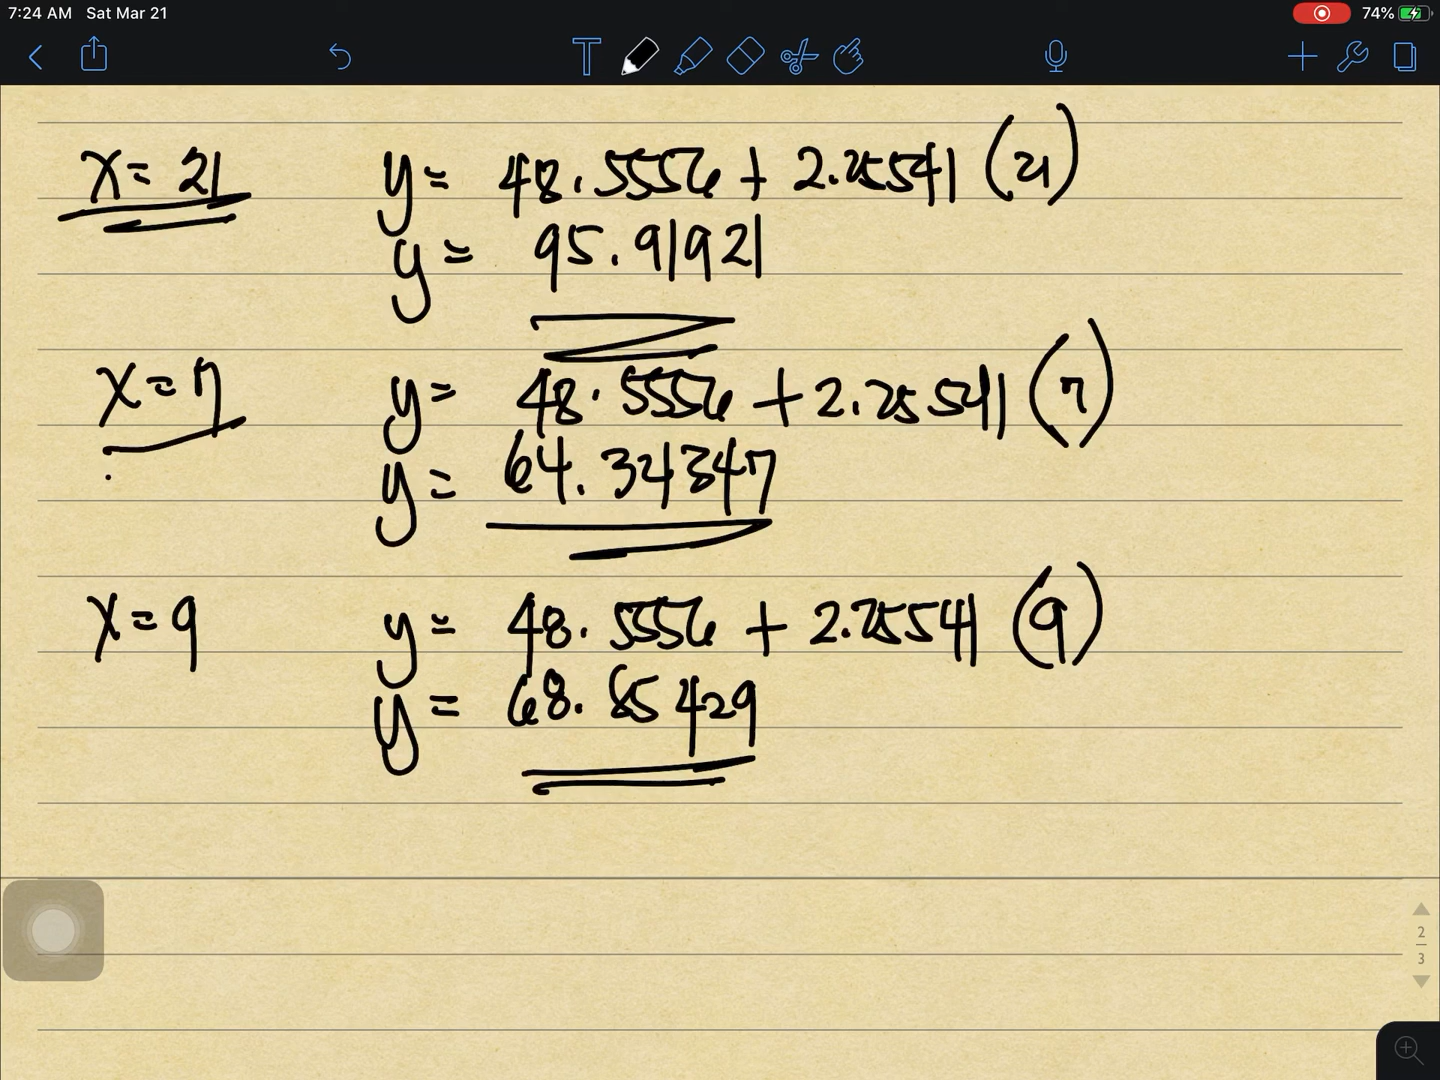 7:24 AM Sat Mar 21 74%
T
x = 21 y = 48.5556 + 2.25541 (21)
y = 95.91921
x = 7 y = 48.5556 + 2.25541 (7)
y = 64.34347
x = 9 y = 48.5556 + 2.25541 (9)
y = 68.85429
2
3